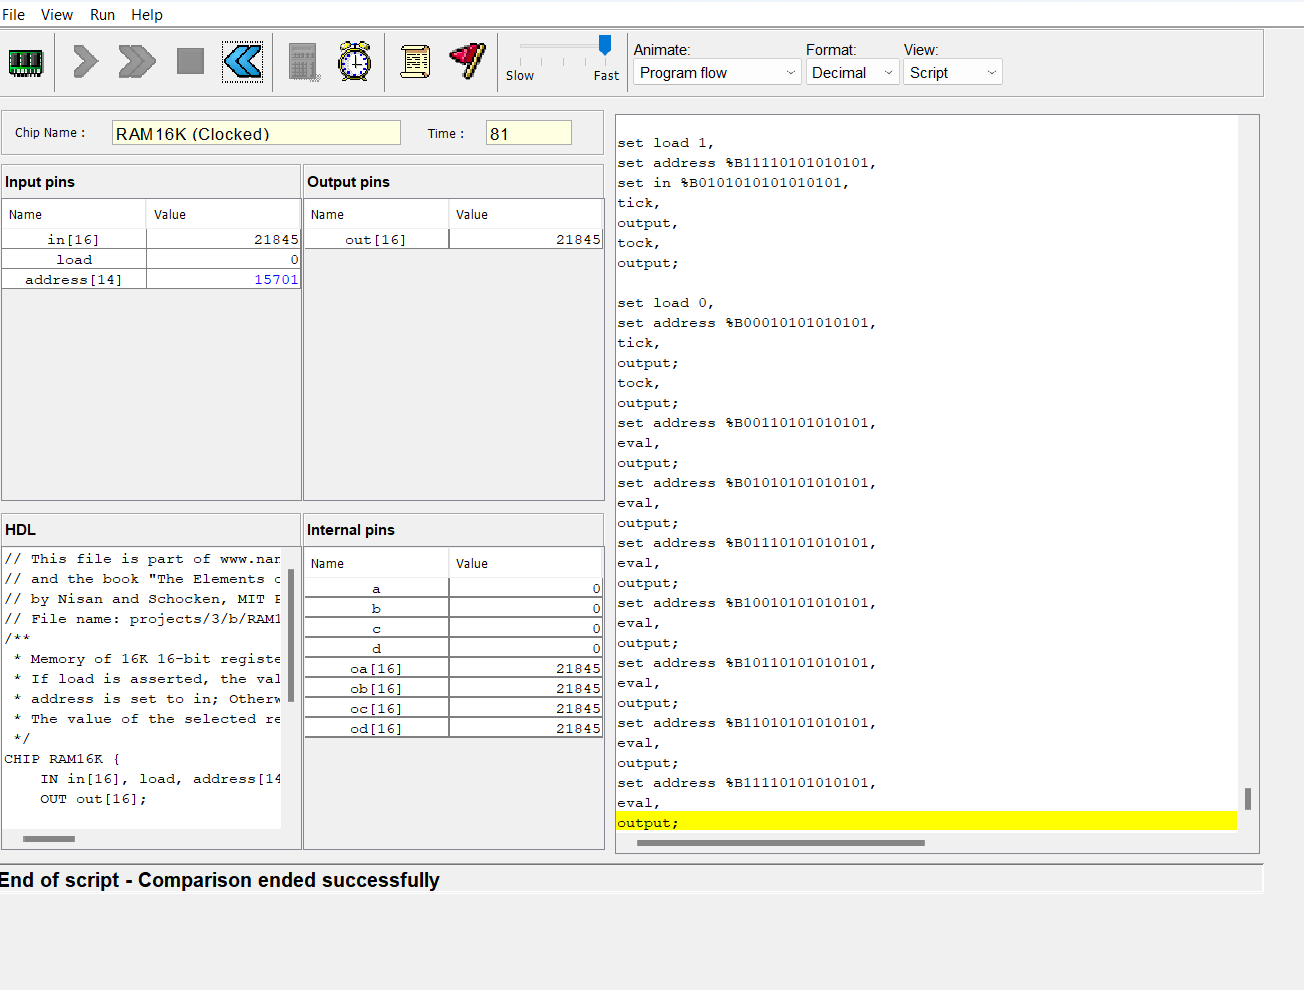 File View Run Help
Slow Fast
Animate: Format: View:
Program flow Decimal Script
Chip Name : RAM16K (Clocked) Time : 81
Input pins
Name Value
in[16] 21845
load 0
address[14] 15701
Output pins
Name Value
out[16] 21845
HDL
// This file is part of www.nan
// and the book "The Elements o
// by Nisan and Schocken, MIT P
// File name: projects/3/b/RAM1
/**
* Memory of 16K 16-bit registe
* If load is asserted, the val
* address is set to in; Otherw
* The value of the selected re
*/
CHIP RAM16K {
IN in[16], load, address[14
OUT out[16];
Internal pins
Name Value
a 0
b 0
c 0
d 0
oa[16] 21845
ob[16] 21845
oc[16] 21845
od[16] 21845
set load 1,
set address %B11110101010101,
set in %B0101010101010101,
tick,
output,
tock,
output;
set load 0,
set address %B00010101010101,
tick,
output;
tock,
output;
set address %B00110101010101,
eval,
output;
set address %B01010101010101,
eval,
output;
set address %B01110101010101,
eval,
output;
set address %B10010101010101,
eval,
output;
set address %B10110101010101,
eval,
output;
set address %B11010101010101,
eval,
output;
set address %B11110101010101,
eval,
output;
End of script - Comparison ended successfully